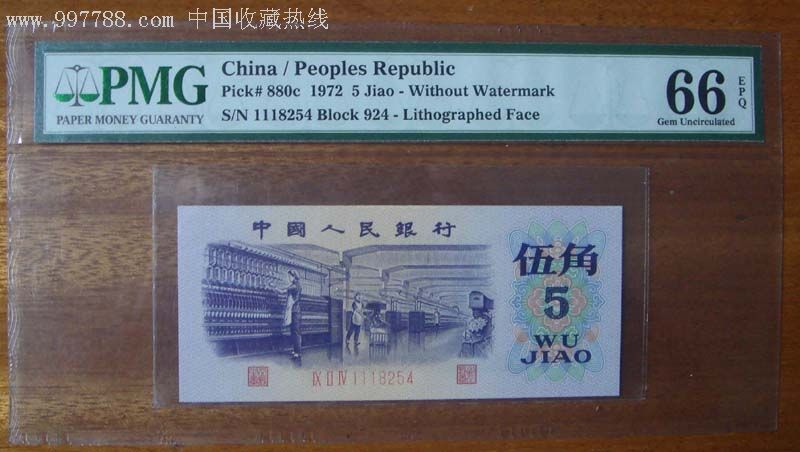 www.997788.com 中国收藏热线
PMG
PAPER MONEY GUARANTY
China / Peoples Republic
Pick# 880c 1972 5 Jiao - Without Watermark
S/N 1118254 Block 924 - Lithographed Face
66
EPQ
Gem Uncirculated
中國人民銀行
伍角
5
WU
JIAO
IX II IV 1118254